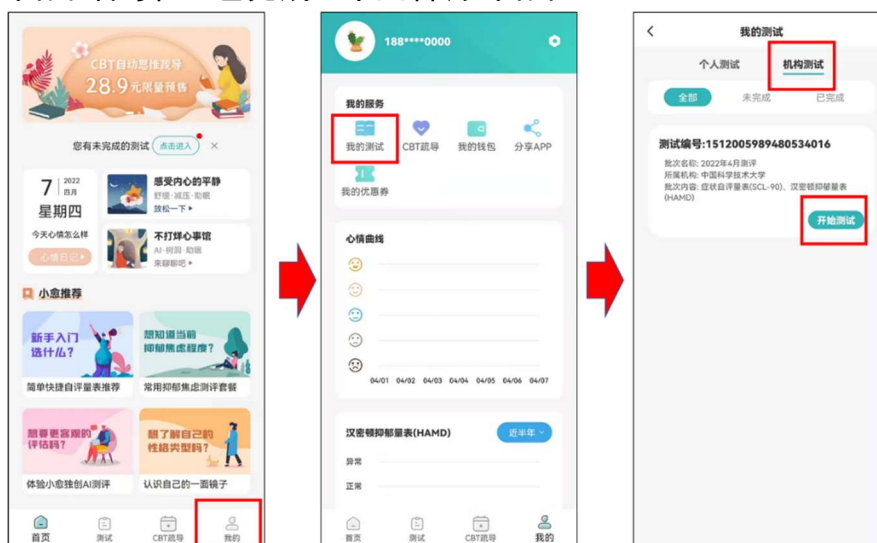 CBT自动思维疏导
28.9元限量预售
您有未完成的测试
点击进入
×
7
2022
四月
星期四
今天心情怎么样
心情日记
感受内心的平静
舒缓·减压·助眠
放松一下
不打烊心事馆
AI·树洞·助眠
来聊聊吧
小愈推荐
新手入门
选什么?
简单快捷自评量表推荐
想知道当前
抑郁焦虑程度?
常用抑郁焦虑测评套餐
想要更客观的
评估吗?
体验小愈独创AI测评
想了解自己的
性格类型吗?
认识自己的一面镜子
首页
测试
CBT疏导
我的
188****0000
我的服务
我的测试
CBT疏导
我的钱包
分享APP
我的优惠券
心情曲线
04/01 04/02 04/03 04/04 04/05 04/06 04/07
汉密顿抑郁量表(HAMD)
近半年
异常
正常
首页
测试
CBT疏导
我的
我的测试
个人测试
机构测试
全部
未完成
已完成
测试编号:1512005989480534016
批次名称: 2022年4月测评
所属机构: 中国科学技术大学
批次内容: 症状自评量表(SCL-90)、汉密顿抑郁量表
(HAMD)
开始测试